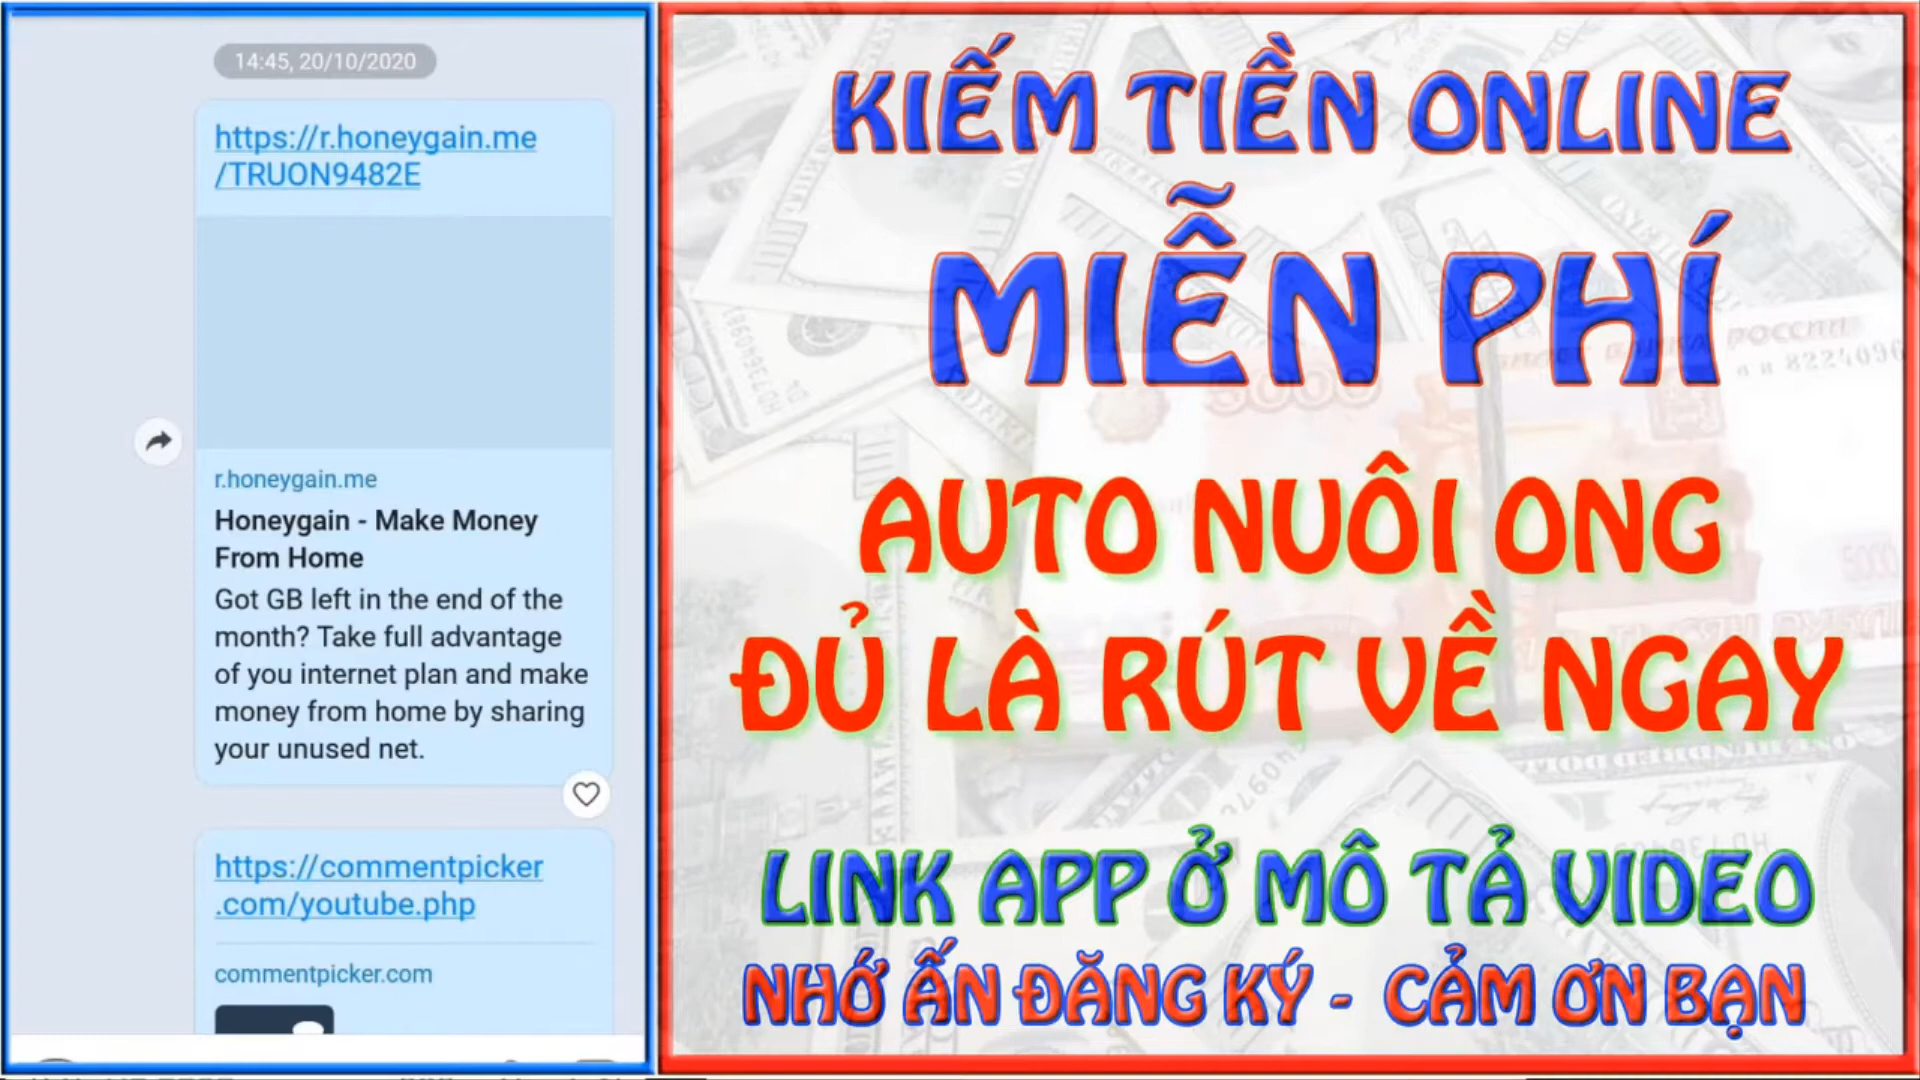 14:45, 20/10/2020
https://r.honeygain.me
/TRUON9482E
r.honeygain.me
Honeygain - Make Money
From Home
Got GB left in the end of the
month? Take full advantage
of you internet plan and make
money from home by sharing
your unused net.
https://commentpicker
.com/youtube.php
commentpicker.com
KIẾM TIỀN ONLINE
MIỄN PHÍ
AUTO NUÔI ONG
ĐỦ LÀ RÚT VỀ NGAY
LINK APP Ở MÔ TẢ VIDEO
NHỚ ẤN ĐĂNG KÝ - CẢM ƠN BẠN